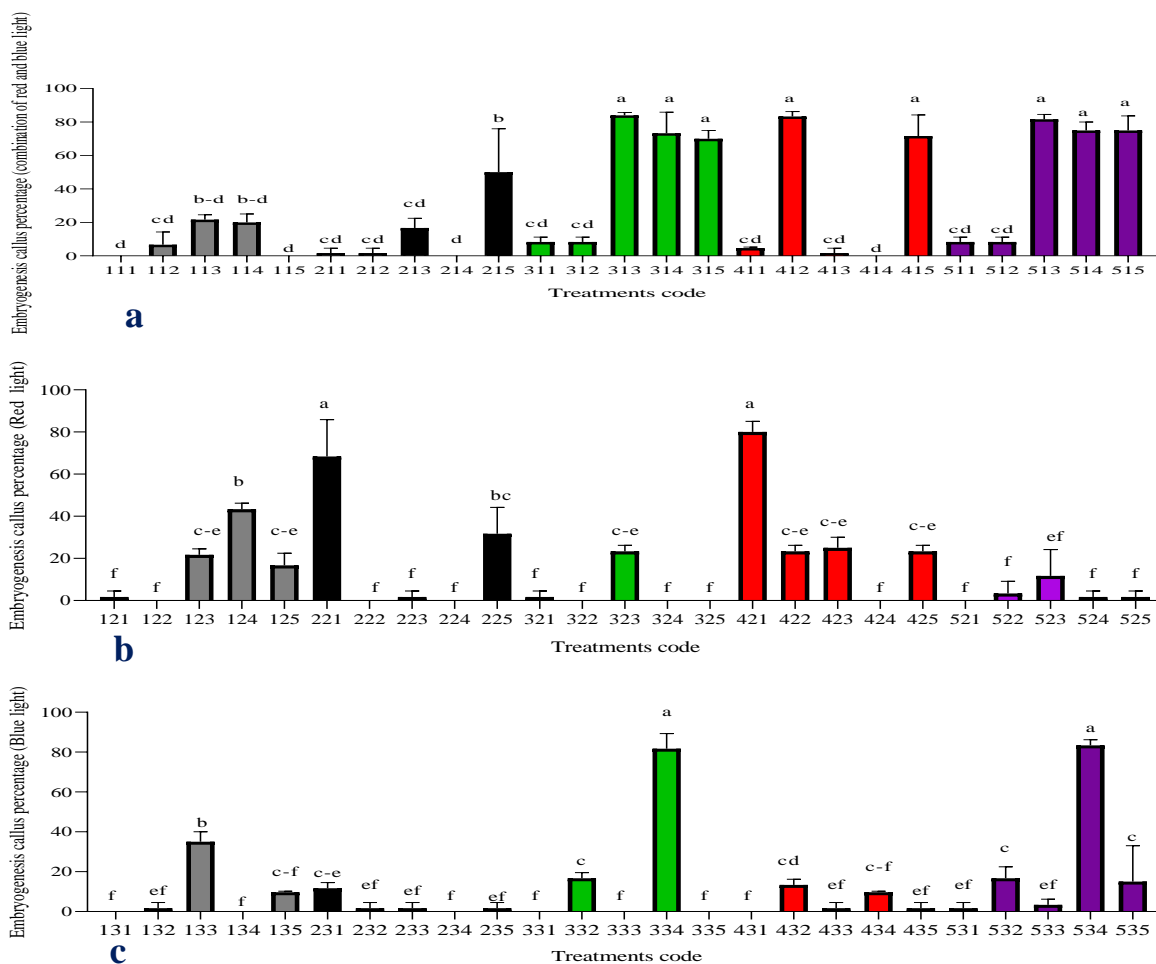 Embryogenesis callus percentage (combination of red and blue light)
100
80
60
40
20
0
d cd b-d b-d d cd cd cd d b cd cd a a a cd a cd d a cd cd a a a
111 112 113 114 115 211 212 213 214 215 311 312 313 314 315 411 412 413 414 415 511 512 513 514 515
Treatments code
a
Embryogenesis callus percentage (Red light)
100
80
60
40
20
0
f f c-e b c-e a f f f bc f f c-e f f a c-e c-e f c-e f f ef f f
121 122 123 124 125 221 222 223 224 225 321 322 323 324 325 421 422 423 424 425 521 522 523 524 525
Treatments code
b
Embryogenesis callus percentage (Blue light)
100
80
60
40
20
0
f ef b f c-f c-e ef ef f ef f c f a f f cd ef c-f ef ef c ef a c
131 132 133 134 135 231 232 233 234 235 331 332 333 334 335 431 432 433 434 435 531 532 533 534 535
Treatments code
c